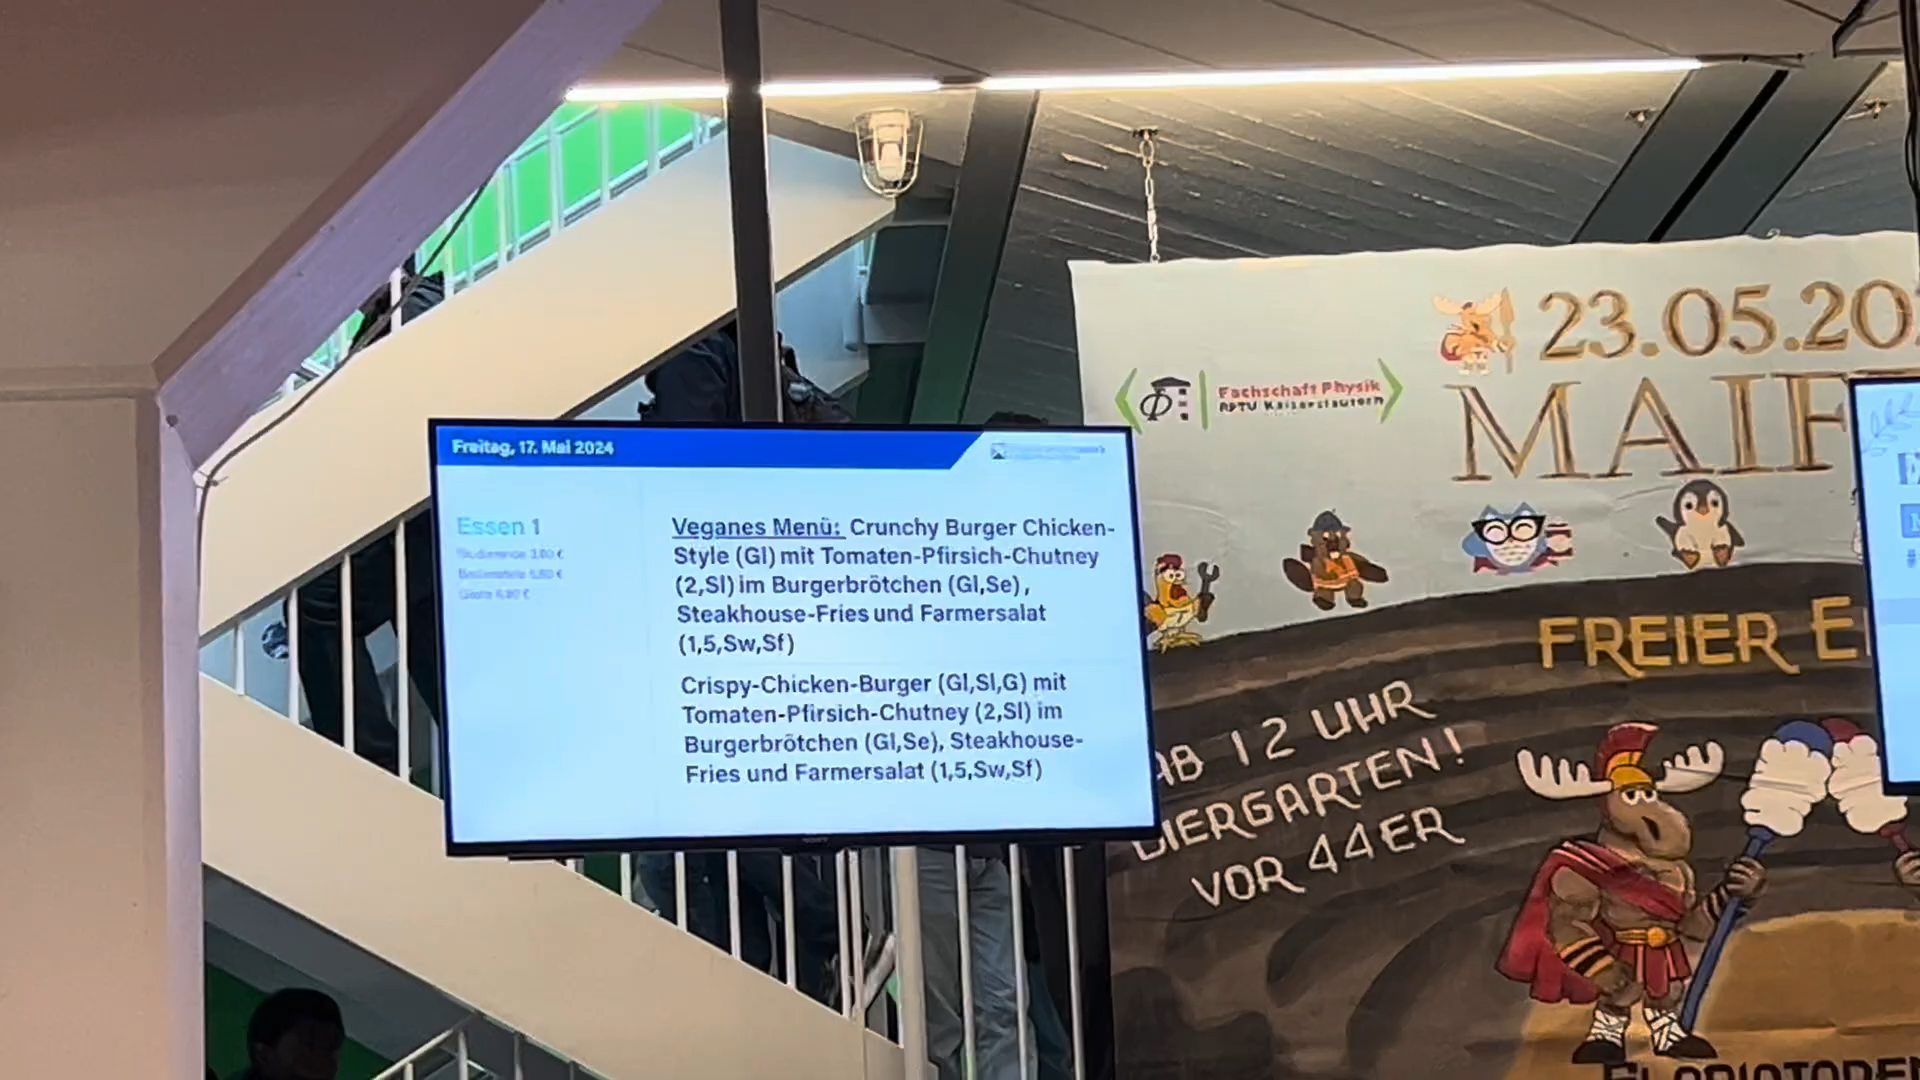 Freitag, 17. Mai 2024
Essen 1
Veganes Menü: Crunchy Burger Chicken-
Style (Gl) mit Tomaten-Pfirsich-Chutney
(2,Sl) im Burgerbrötchen (Gl,Se),
Steakhouse-Fries und Farmersalat
(1,5,Sw,Sf)
Crispy-Chicken-Burger (Gl,Sl,G) mit
Tomaten-Pfirsich-Chutney (2,Sl) im
Burgerbrötchen (Gl,Se), Steakhouse-
Fries und Farmersalat (1,5,Sw,Sf)
23.05.20
MAIF
Fachschaft Physik
RPTU Kaiserslautern
FREIER E
AB 12 UHR
BIERGARTEN!
VOR 44ER